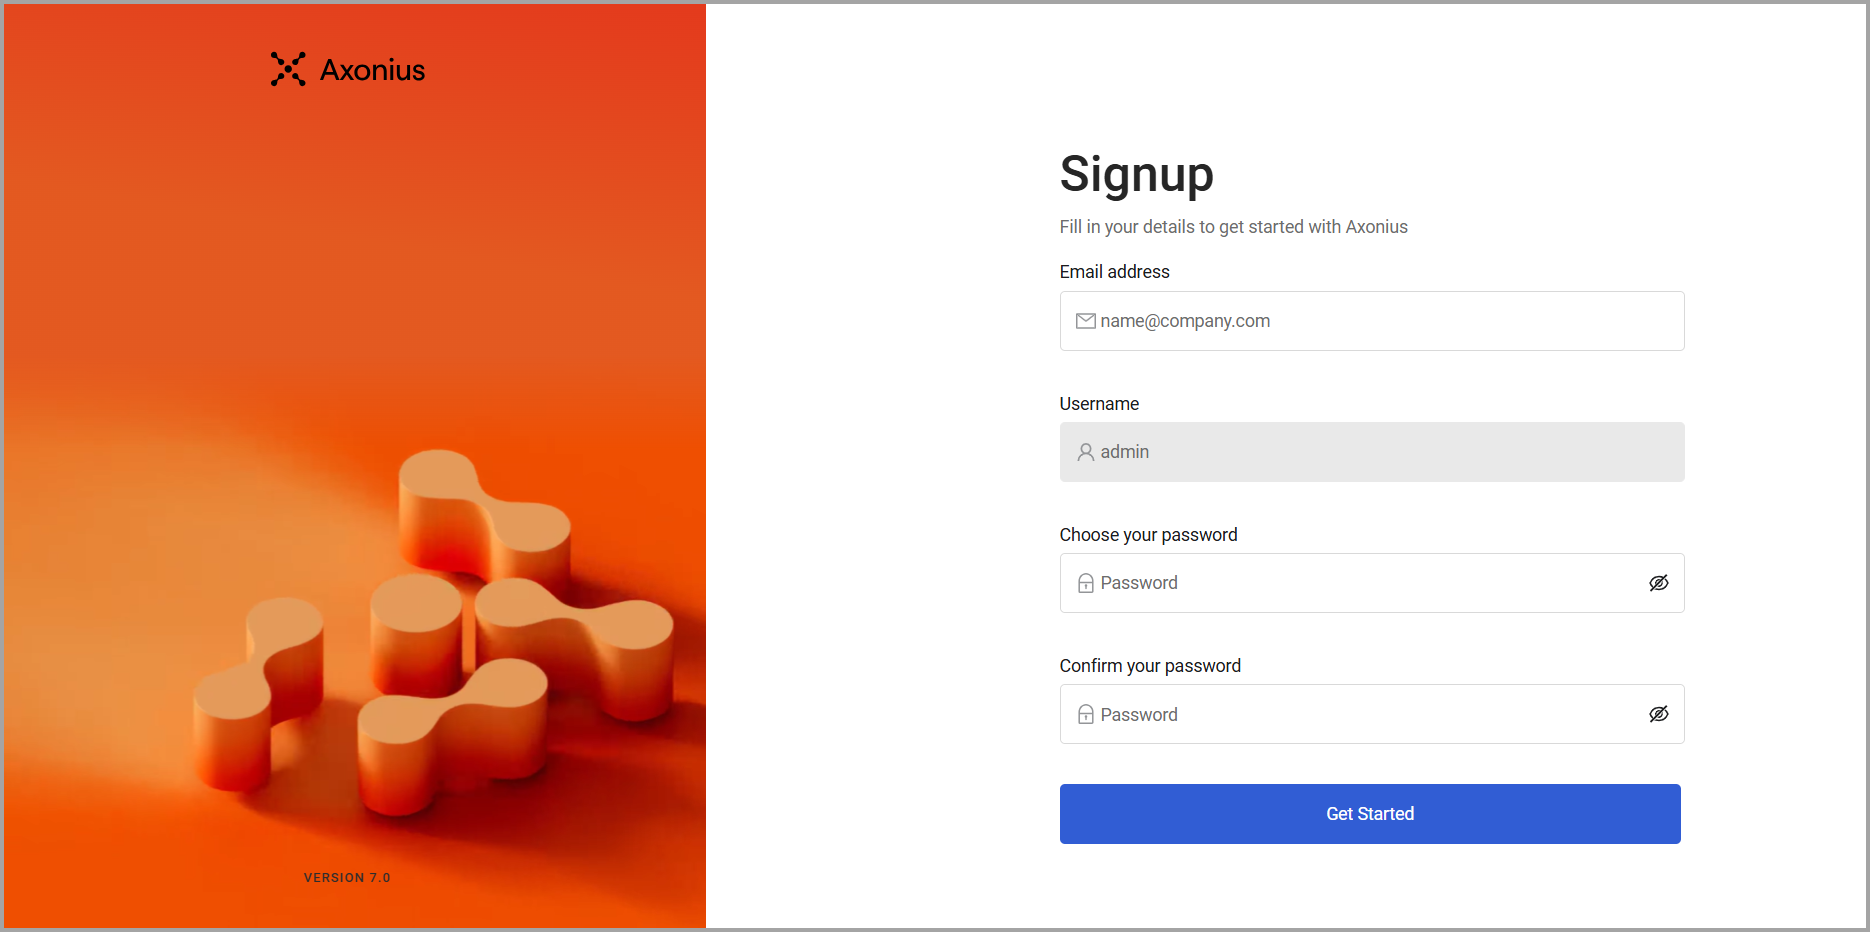 Axonius
VERSION 7.0
Signup
Fill in your details to get started with Axonius
Email address
name@company.com
Username
admin
Choose your password
Password
Confirm your password
Password
Get Started